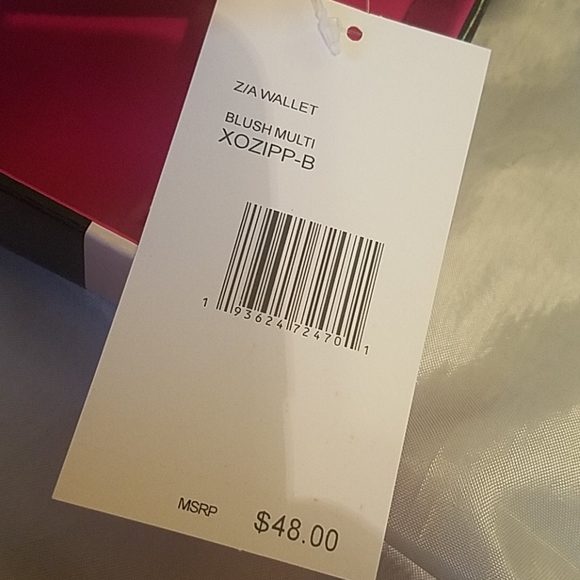 Z/A WALLET
BLUSH MULTI
XOZIPP-B
1 93624 72470 1
MSRP $48.00